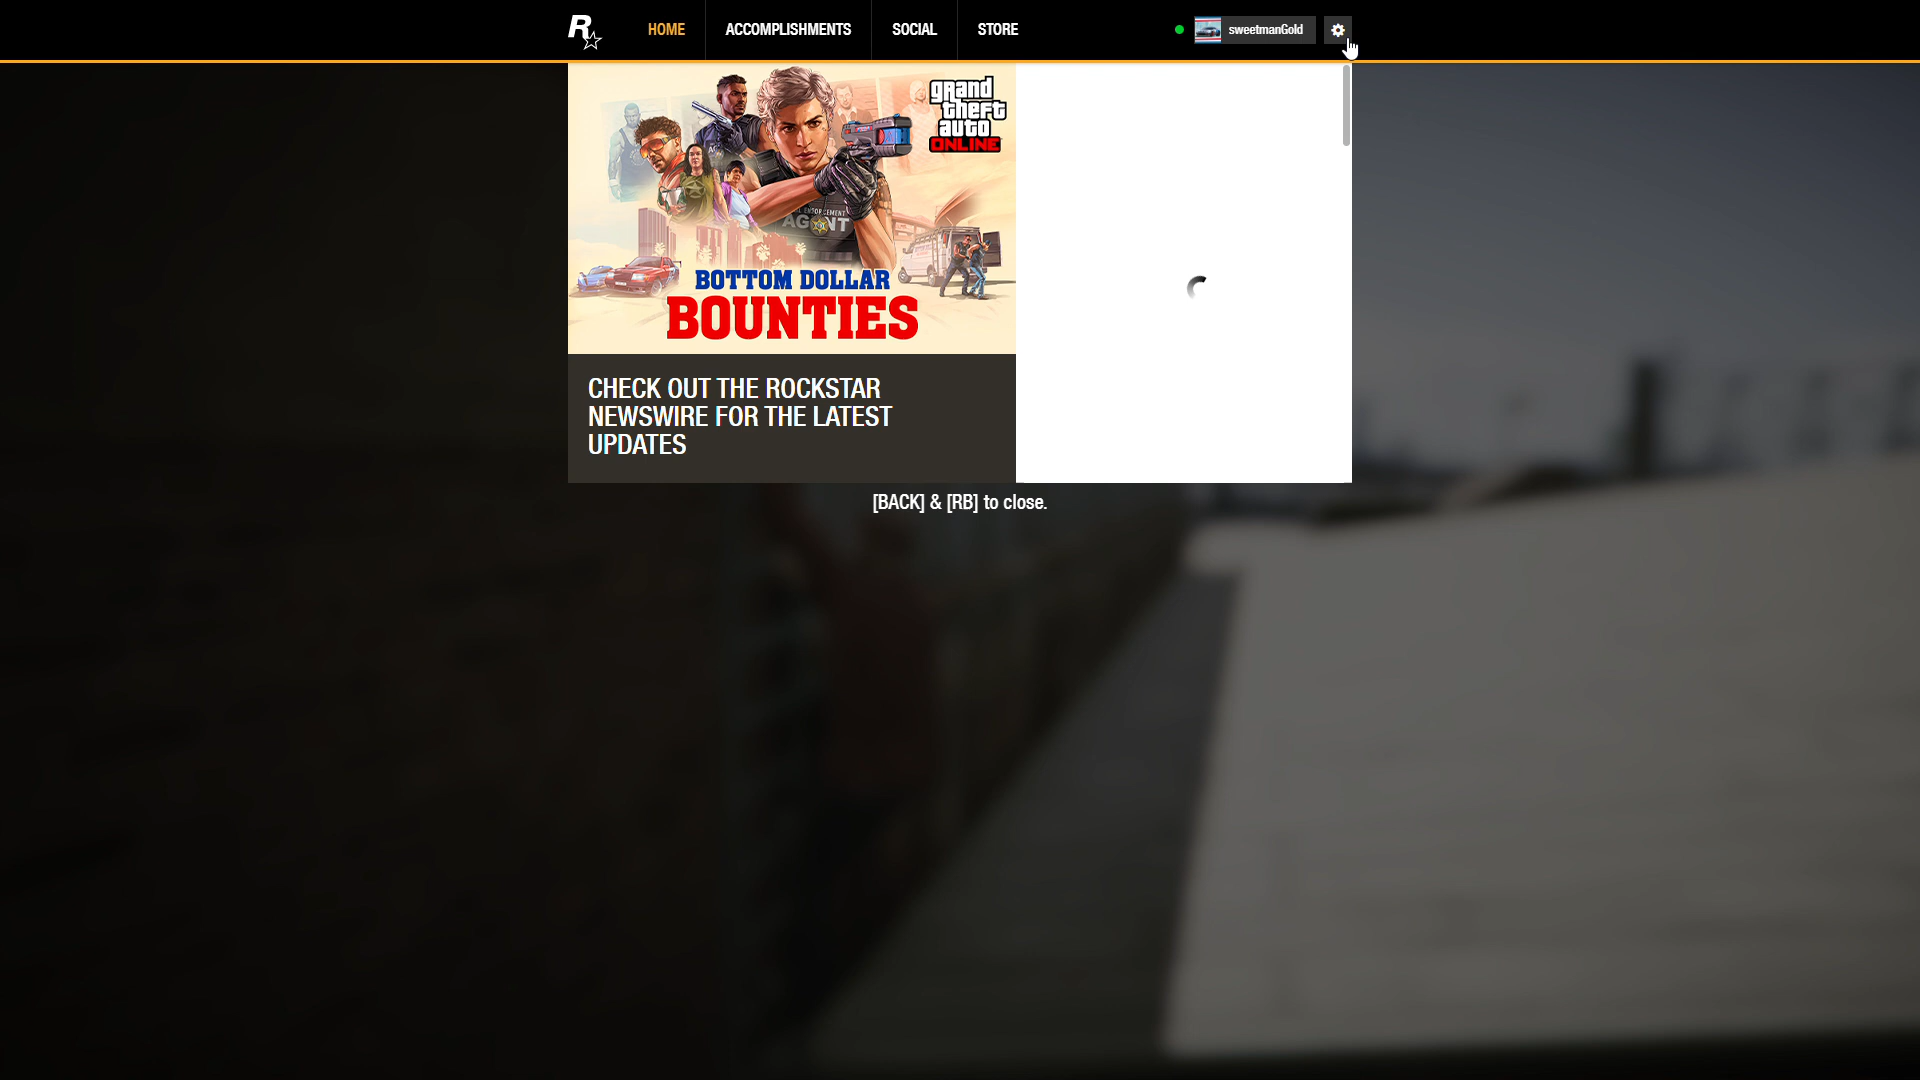 R
HOME
ACCOMPLISHMENTS
SOCIAL
STORE
sweetmanGold
grand
theft
auto
ONLINE
AGENT
BOTTOM DOLLAR
BOUNTIES
CHECK OUT THE ROCKSTAR
NEWSWIRE FOR THE LATEST
UPDATES
[BACK] & [RB] to close.